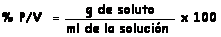 % P/V = g de soluto x 100
ml de la solución